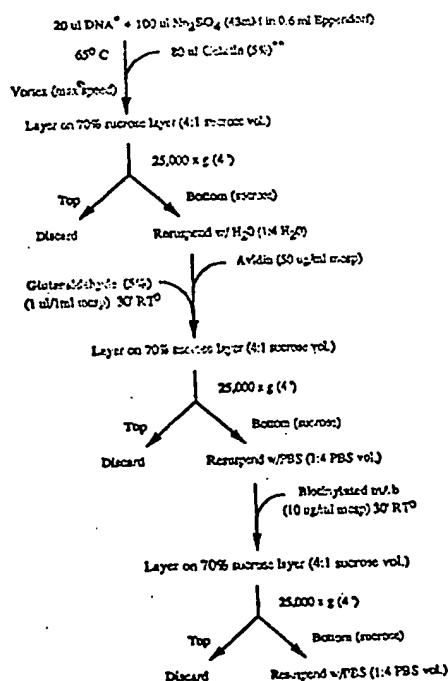 20 ul DNA* + 100 ul Na₂SO₄ (43mM in 0.6 ml Eppendorf)
65° C
80 ul Gelatin (5%)**
Vortex (max speed)
Layer on 70% sucrose layer (4:1 sucrose vol.)
25,000 x g (4°)
Top
Bottom (sucrose)
Discard
Resuspend w/ H₂O (1:4 H₂O)
Avidin (50 ug/ml mcsp)
Glutaraldehyde (5%)
(1 ul/1ml mcsp) 30' RT°
Layer on 70% sucrose layer (4:1 sucrose vol.)
25,000 x g (4°)
Top
Bottom (sucrose)
Discard
Resuspend w/PBS (1:4 PBS vol.)
Biotinylated mAb
(10 ug/ml mcsp) 30' RT°
Layer on 70% sucrose layer (4:1 sucrose vol.)
25,000 x g (4°)
Top
Bottom (sucrose)
Discard
Resuspend w/PBS (1:4 PBS vol.)